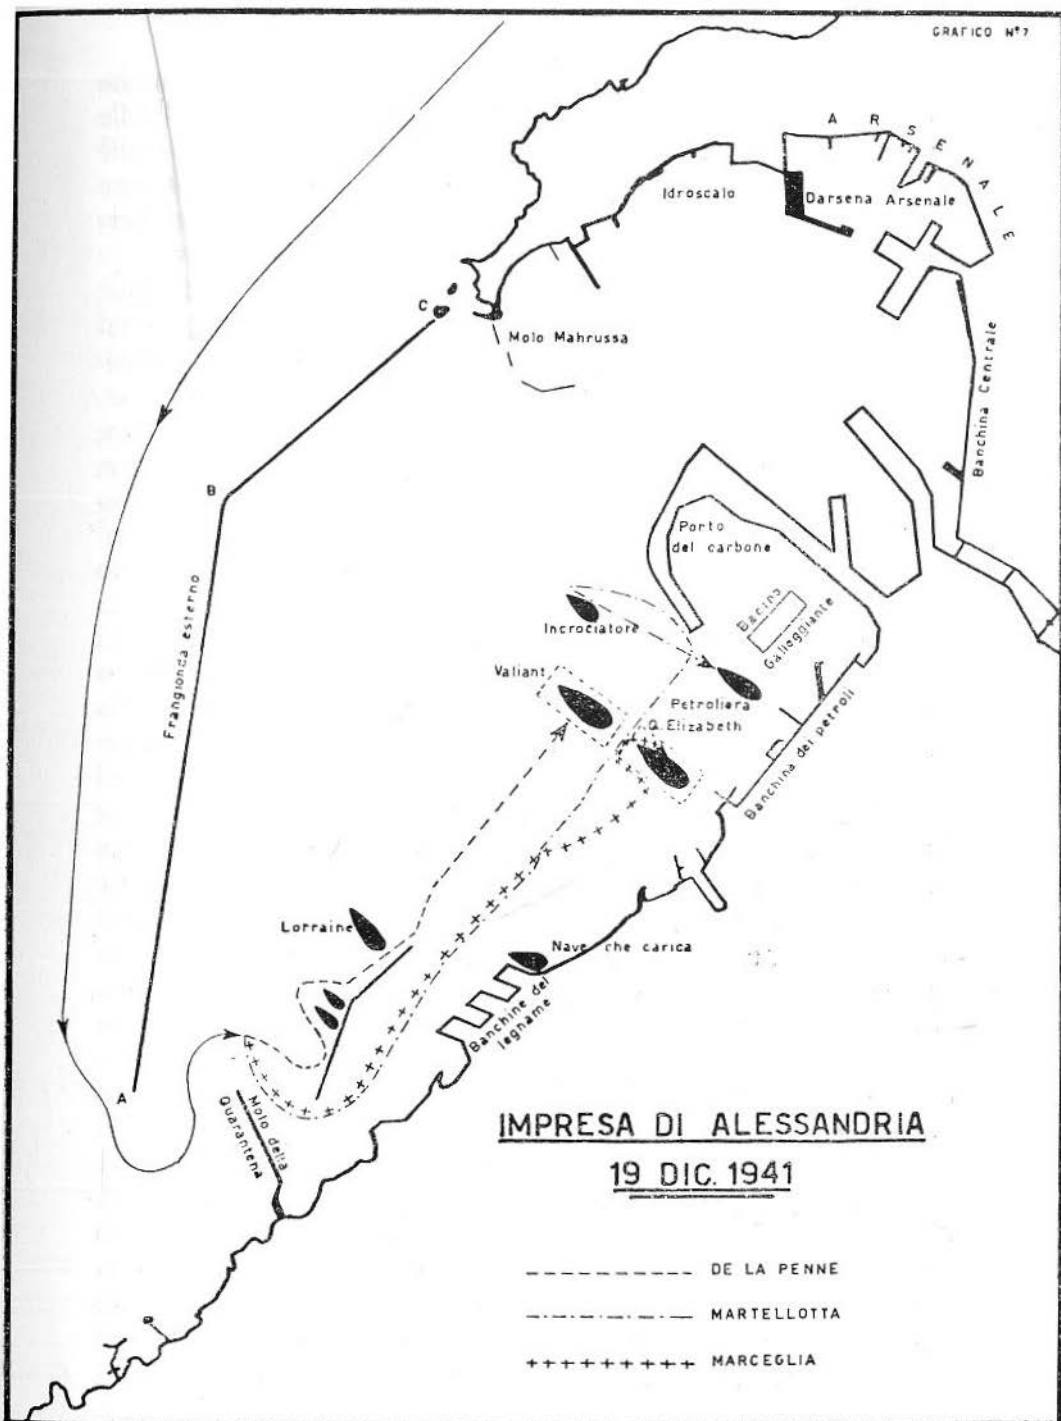 GRAFICO Nº7
ARSENALE
Idroscalo
Darsena Arsenale
C
Molo Mahrussa
Banchina Centrale
B
Porto
del carbone
Frangionda esterno
Bacino
Galleggiante
Incrociatore
Valiant
Petroliera
Q. Elizabeth
Banchina dei petroli
Lorraine
Nave che carica
Banchine del
legname
A
Molo della
Quarantena
IMPRESA DI ALESSANDRIA
19 DIC. 1941
DE LA PENNE
MARTELLOTTA
MARCEGLIA